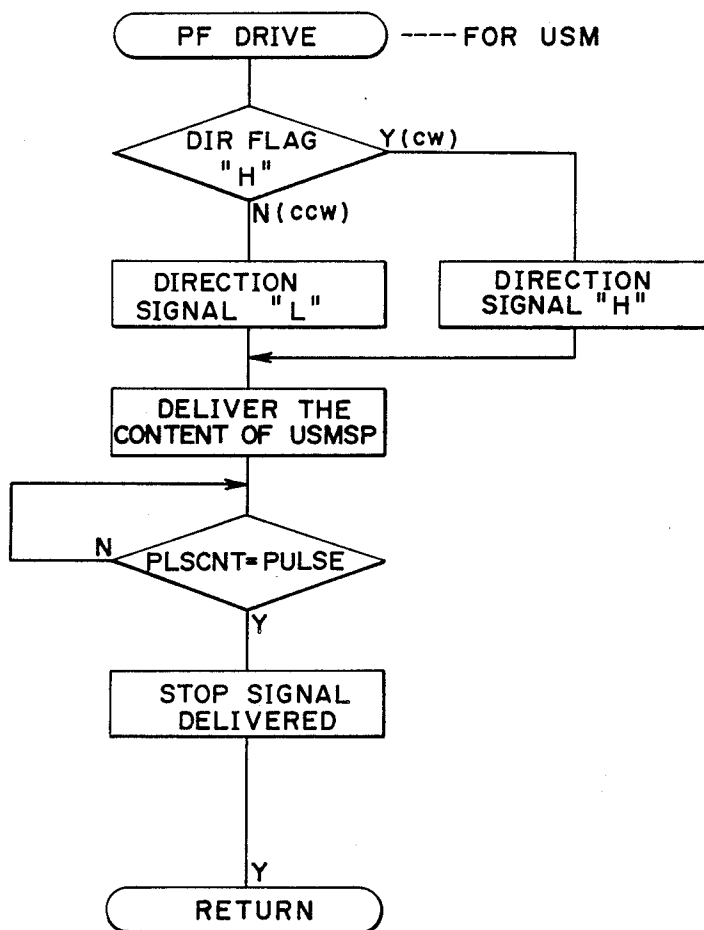 PF DRIVE ---- FOR USM
DIR FLAG
"H"
Y(CW)
N(CCW)
DIRECTION
SIGNAL "L"
DIRECTION
SIGNAL "H"
DELIVER THE
CONTENT OF USMSP
N
PLSCNT=PULSE
Y
STOP SIGNAL
DELIVERED
Y
RETURN